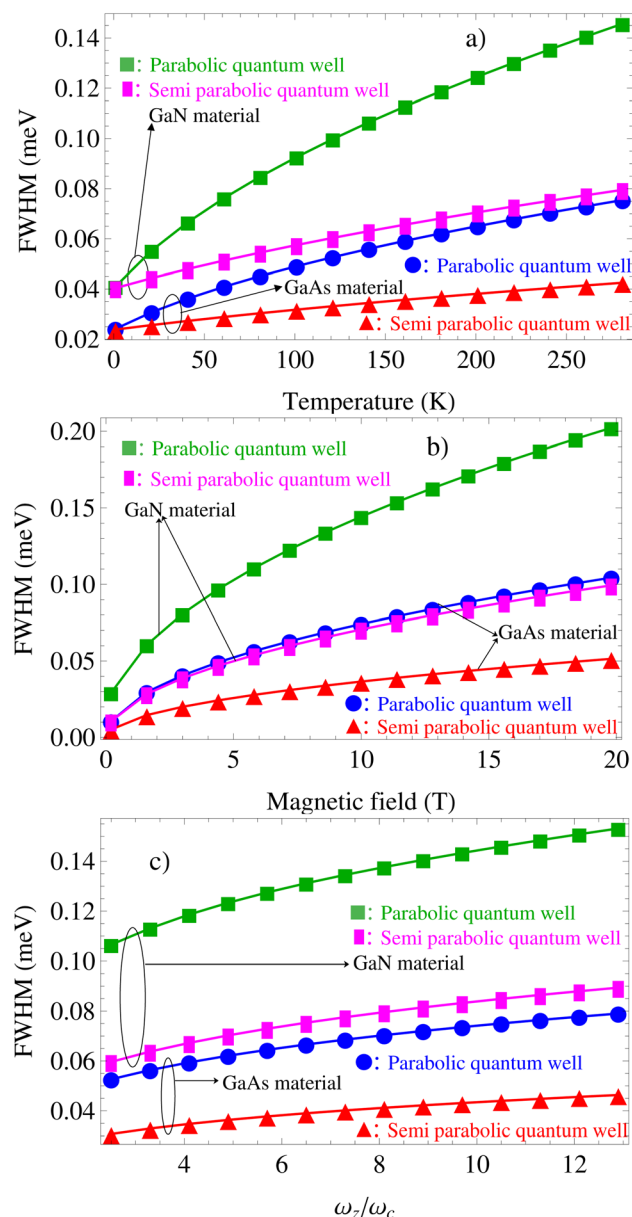 a)
■: Parabolic quantum well
■: Semi parabolic quantum well
GaN material
●: Parabolic quantum well
GaAs material
▲: Semi parabolic quantum well
FWHM (meV
0.14
0.12
0.10
0.08
0.06
0.04
0.02
0 50 100 150 200 250
Temperature (K)
b)
■: Parabolic quantum well
■: Semi parabolic quantum well
GaN material
GaAs material
●: Parabolic quantum well
▲: Semi parabolic quantum well
FWHM (meV)
0.20
0.15
0.10
0.05
0.00
0 5 10 15 20
Magnetic field (T)
c)
■: Parabolic quantum well
■: Semi parabolic quantum well
GaN material
●: Parabolic quantum well
GaAs material
▲: Semi parabolic quantum well
FWHM (meV)
0.14
0.12
0.10
0.08
0.06
0.04
4 6 8 10 12
ω_z/ω_c